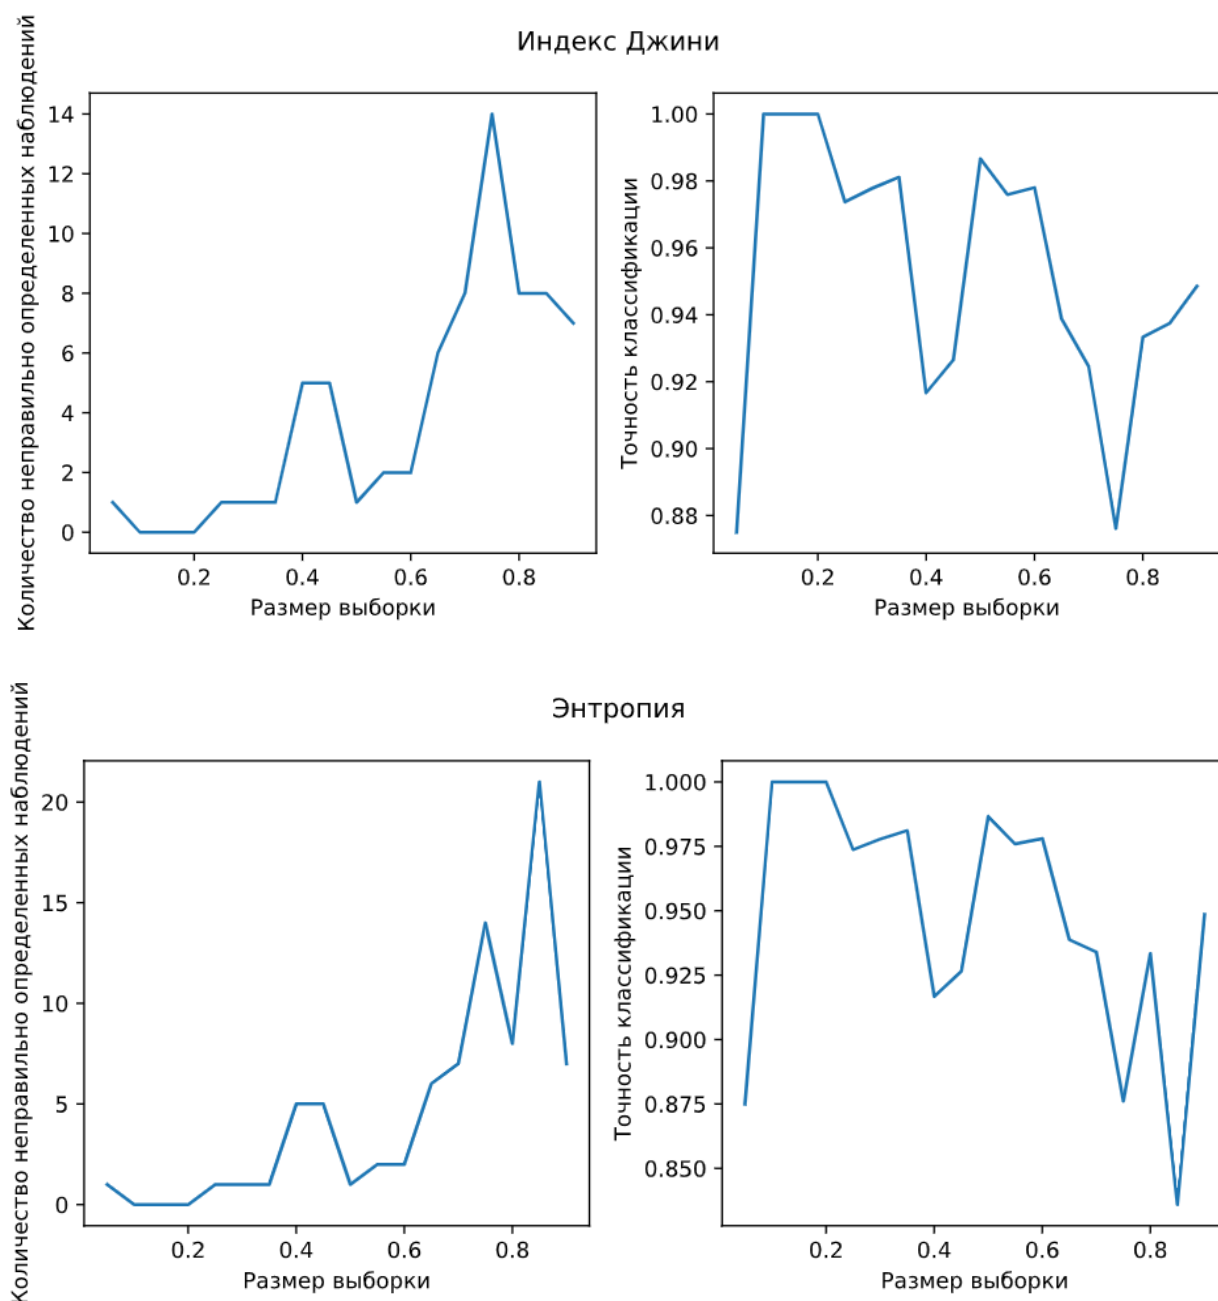 Индекс Джини
Количество неправильно определенных наблюдений
14
12
10
8
6
4
2
0
0.2 0.4 0.6 0.8
Размер выборки
Точность классификации
1.00
0.98
0.96
0.94
0.92
0.90
0.88
0.2 0.4 0.6 0.8
Размер выборки
Энтропия
Количество неправильно определенных наблюдений
20
15
10
5
0
0.2 0.4 0.6 0.8
Размер выборки
Точность классификации
1.000
0.975
0.950
0.925
0.900
0.875
0.850
0.2 0.4 0.6 0.8
Размер выборки